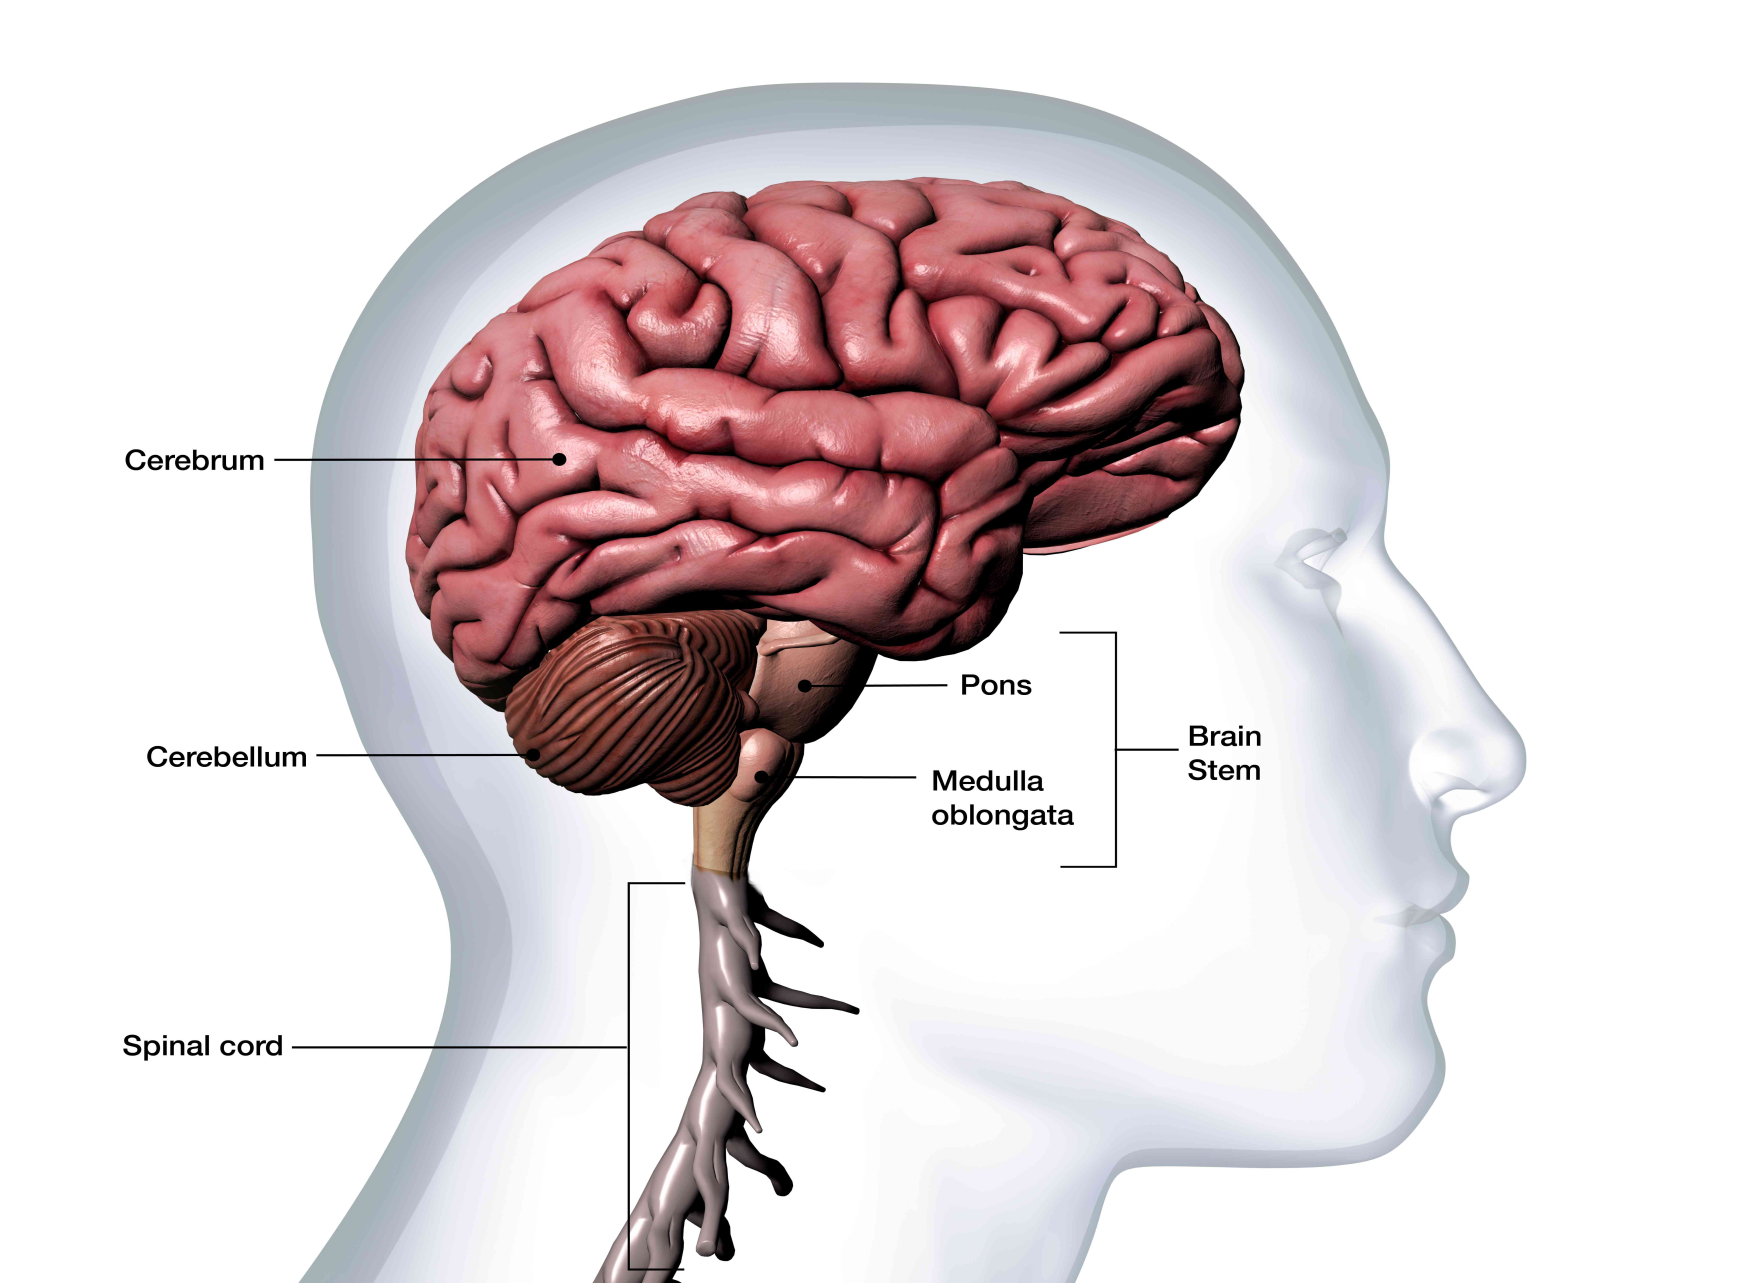 Cerebrum
Pons
Brain
Stem
Cerebellum
Medulla
oblongata
Spinal cord